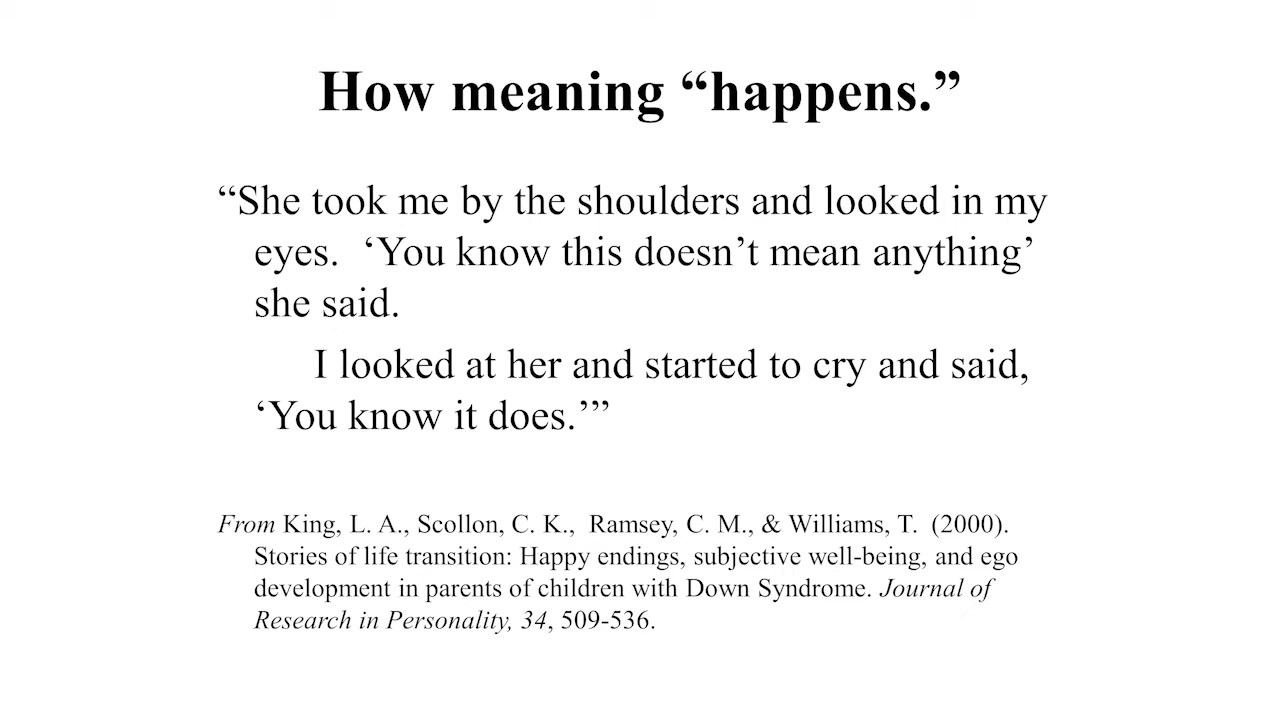 How meaning “happens.”
“She took me by the shoulders and looked in my
eyes.  ‘You know this doesn’t mean anything’
she said.
I looked at her and started to cry and said,
‘You know it does.’”
From King, L. A., Scollon, C. K.,  Ramsey, C. M., & Williams, T.  (2000).
Stories of life transition: Happy endings, subjective well-being, and ego
development in parents of children with Down Syndrome. Journal of
Research in Personality, 34, 509-536.